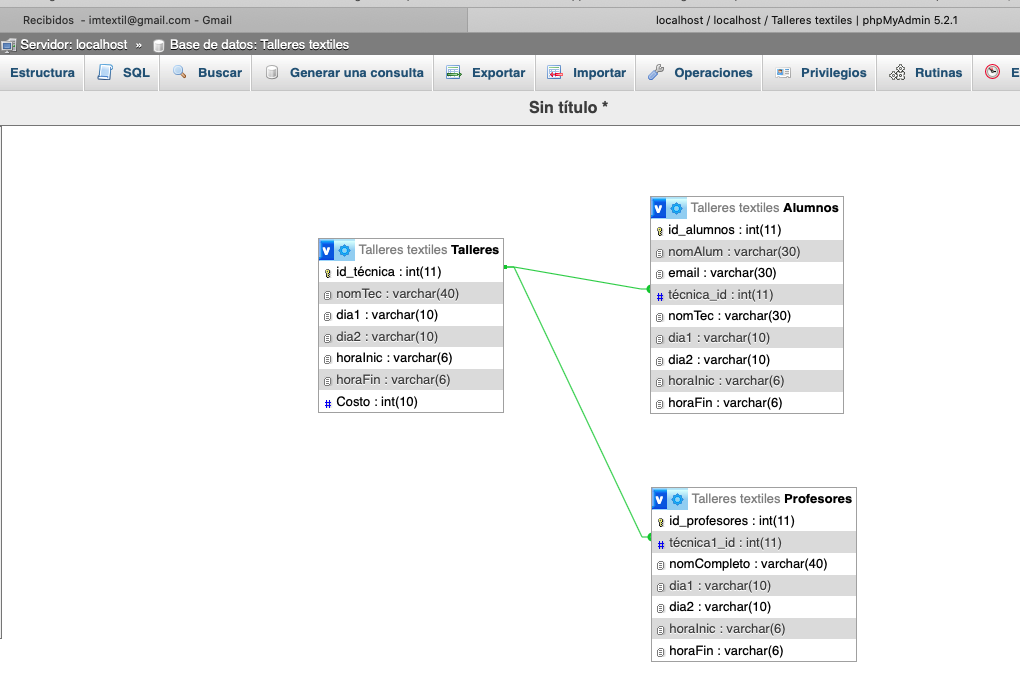 Recibidos - imtextil@gmail.com - Gmail
localhost / localhost / Talleres textiles | phpMyAdmin 5.2.1
Servidor: localhost » Base de datos: Talleres textiles
Estructura SQL Buscar Generar una consulta Exportar Importar Operaciones Privilegios Rutinas E
Sin título *
v Talleres textiles Talleres
id_técnica : int(11)
nomTec : varchar(40)
dia1 : varchar(10)
dia2 : varchar(10)
horaInic : varchar(6)
horaFin : varchar(6)
# Costo : int(10)
v Talleres textiles Alumnos
id_alumnos : int(11)
nomAlum : varchar(30)
email : varchar(30)
# técnica_id : int(11)
nomTec : varchar(30)
dia1 : varchar(10)
dia2 : varchar(10)
horaInic : varchar(6)
horaFin : varchar(6)
v Talleres textiles Profesores
id_profesores : int(11)
# técnica1_id : int(11)
nomCompleto : varchar(40)
dia1 : varchar(10)
dia2 : varchar(10)
horaInic : varchar(6)
horaFin : varchar(6)